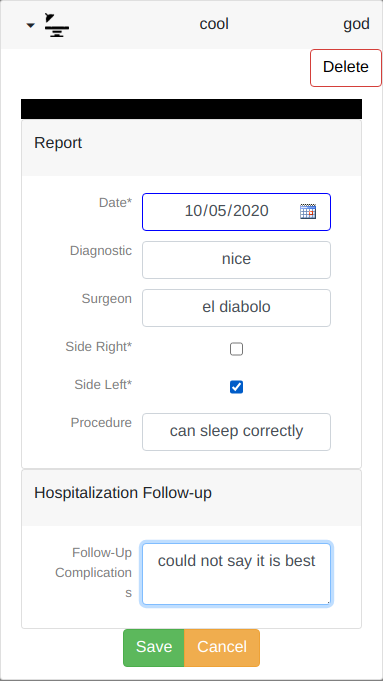 cool god
Delete
Report
Date* 10/05/2020
Diagnostic nice
Surgeon el diabolo
Side Right*
Side Left*
Procedure can sleep correctly
Hospitalization Follow-up
Follow-Up could not say it is best
Complication
s
Save Cancel